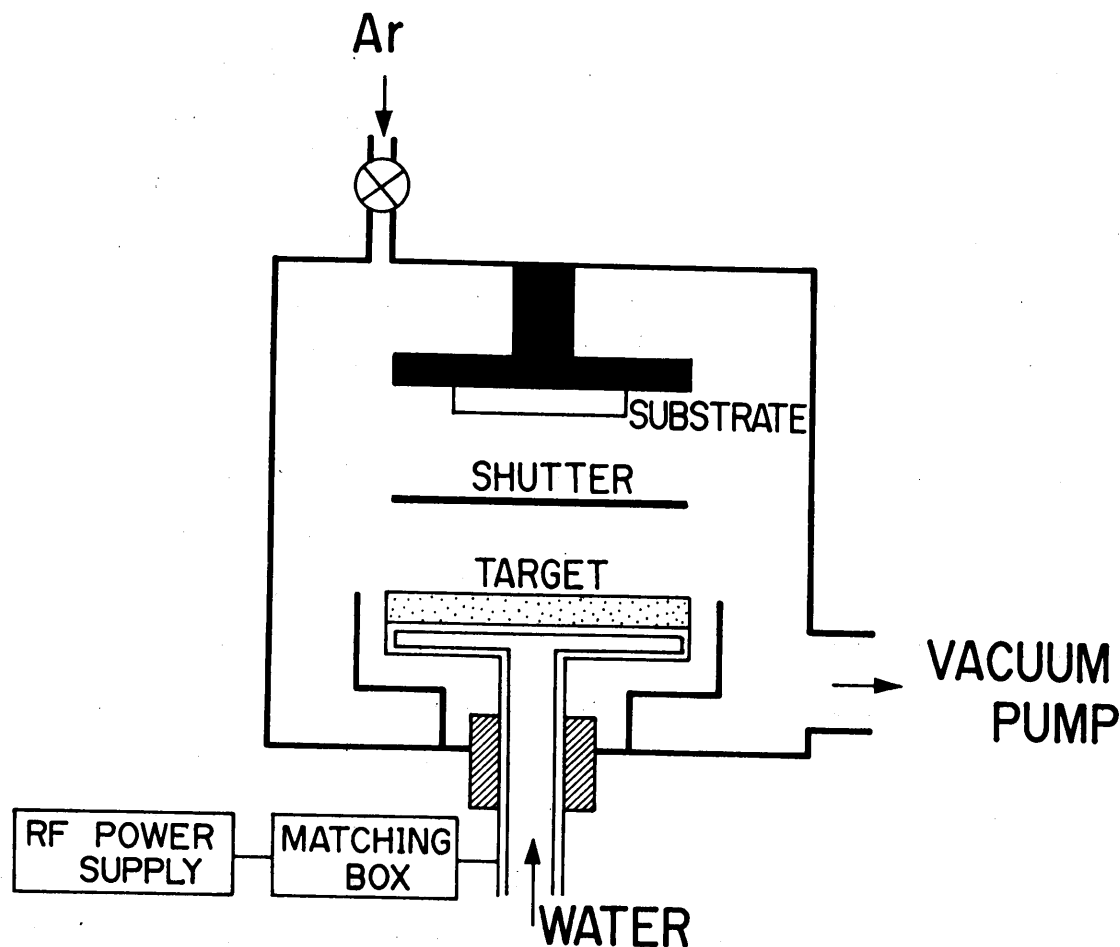 Ar
SUBSTRATE
SHUTTER
TARGET
VACUUM
PUMP
RF POWER
SUPPLY
MATCHING
BOX
WATER